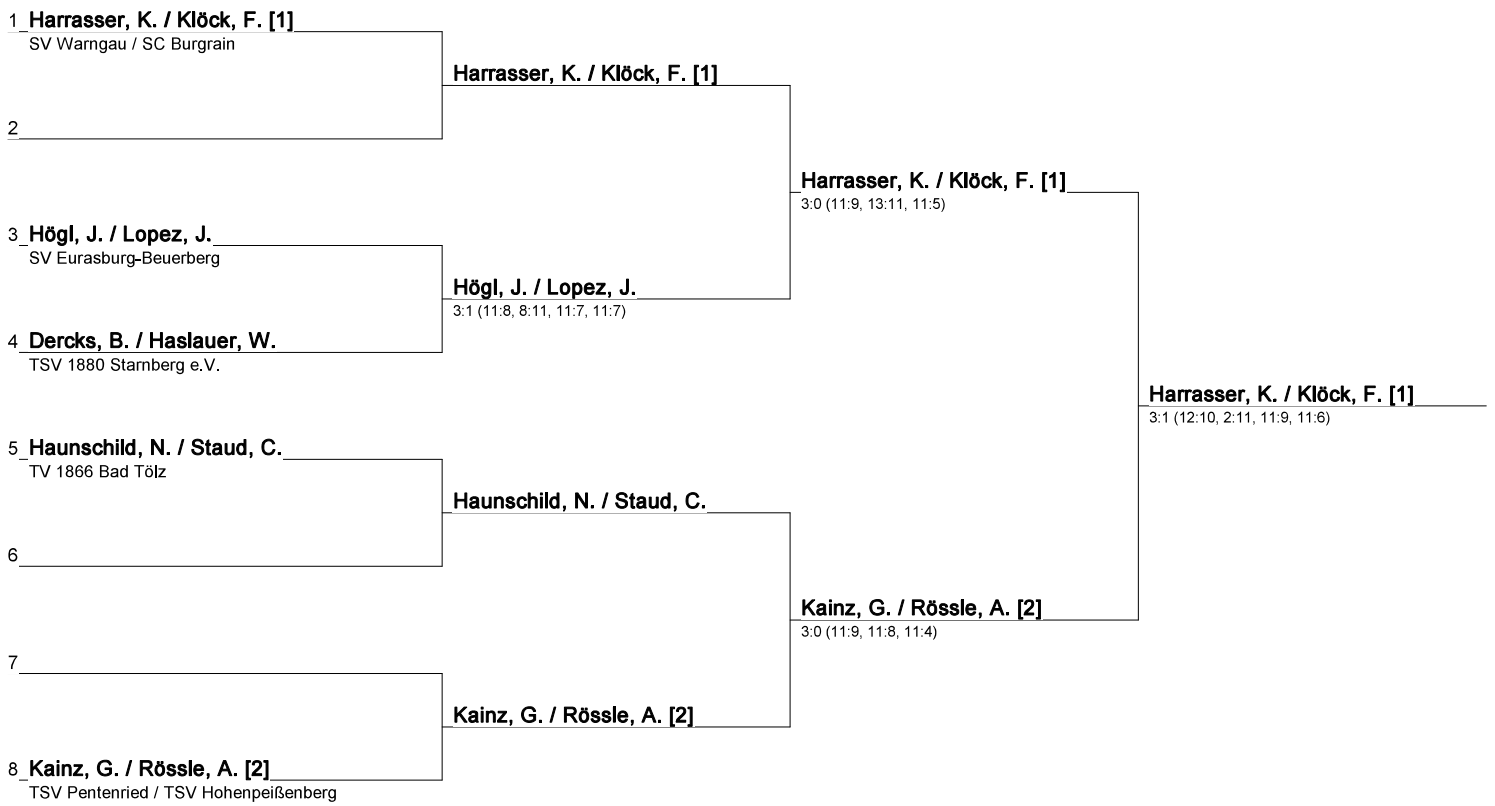 1 Harrasser, K. / Klöck, F. [1]
SV Warngau / SC Burgrain
Harrasser, K. / Klöck, F. [1]
2
Harrasser, K. / Klöck, F. [1]
3:0 (11:9, 13:11, 11:5)
3 Högl, J. / Lopez, J.
SV Eurasburg-Beuerberg
Högl, J. / Lopez, J.
3:1 (11:8, 8:11, 11:7, 11:7)
4 Dercks, B. / Haslauer, W.
TSV 1880 Starnberg e.V.
Harrasser, K. / Klöck, F. [1]
3:1 (12:10, 2:11, 11:9, 11:6)
5 Haunschild, N. / Staud, C.
TV 1866 Bad Tölz
Haunschild, N. / Staud, C.
6
Kainz, G. / Rössle, A. [2]
3:0 (11:9, 11:8, 11:4)
7
Kainz, G. / Rössle, A. [2]
8 Kainz, G. / Rössle, A. [2]
TSV Pentenried / TSV Hohenpeißenberg